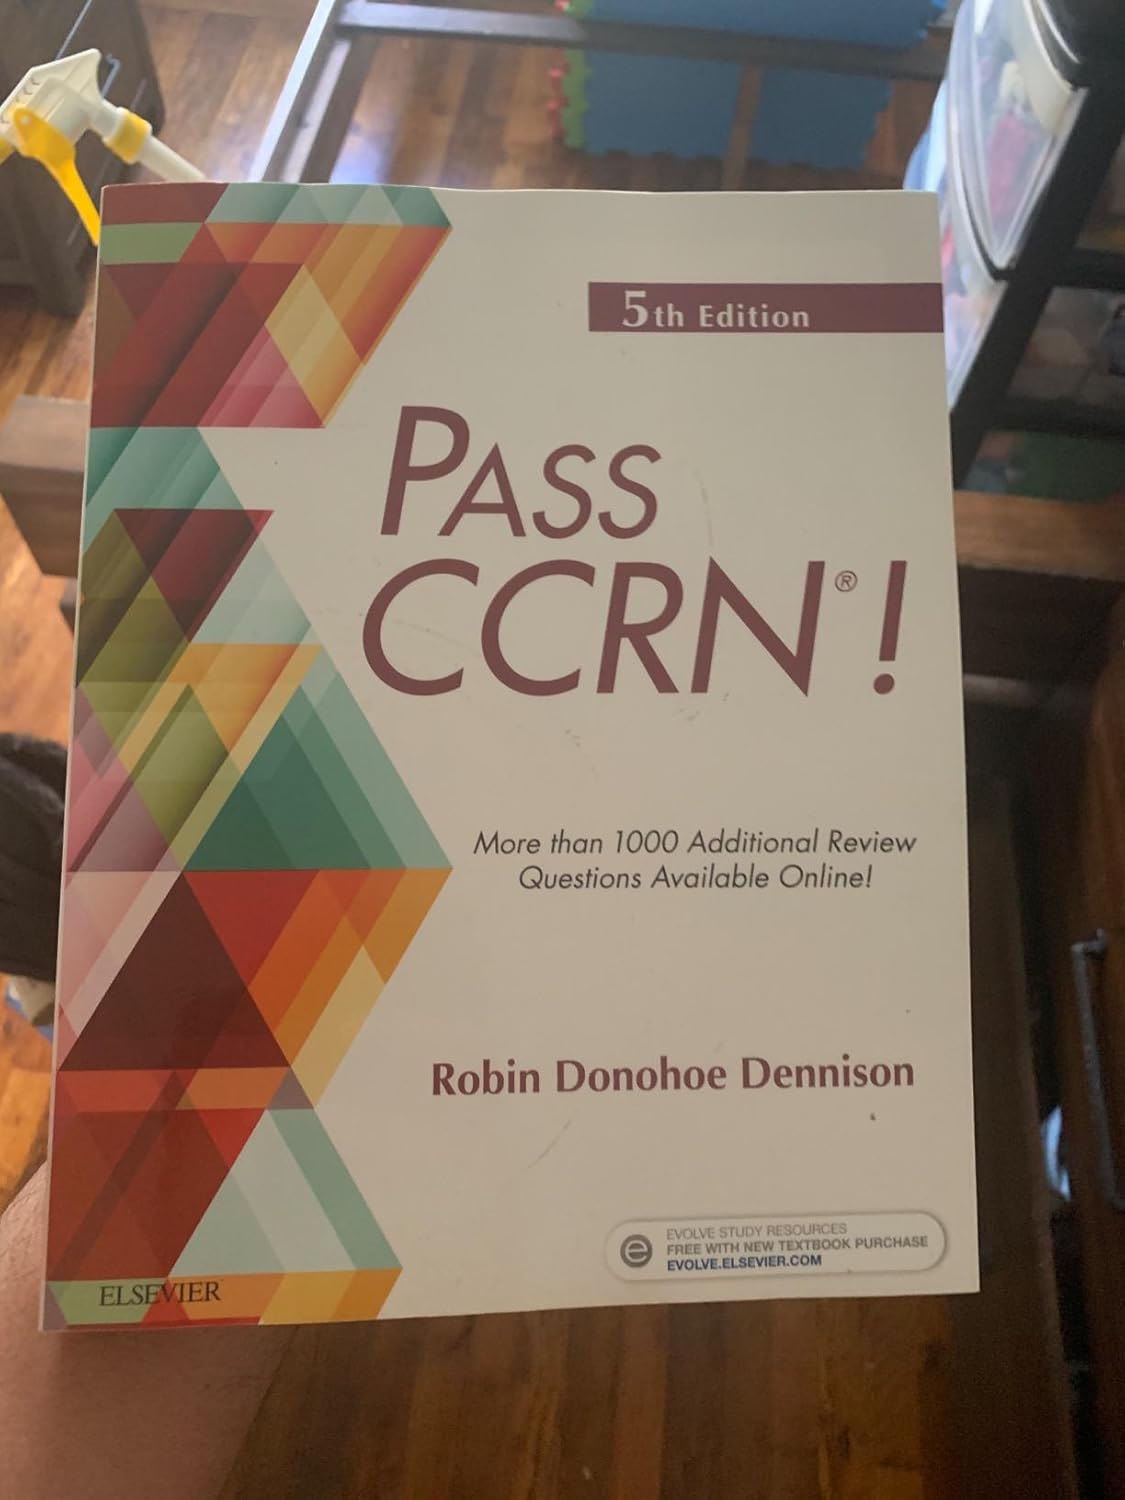 5th Edition
PASS
CCRN®!
More than 1000 Additional Review
Questions Available Online!
Robin Donohoe Dennison
e
EVOLVE STUDY RESOURCES
FREE WITH NEW TEXTBOOK PURCHASE
EVOLVE.ELSEVIER.COM
ELSEVIER